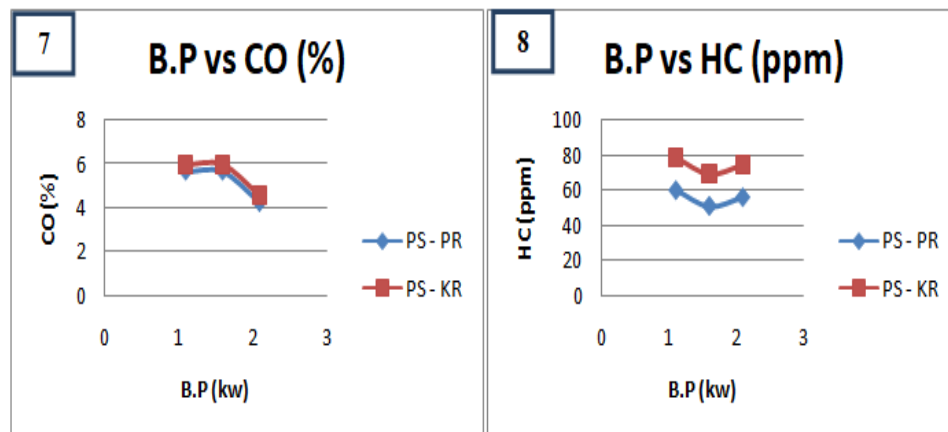 7
B.P vs CO (%)
8
6
4
2
0
CO (%)
0 1 2 3
B.P (kw)
PS - PR
PS - KR
8
B.P vs HC (ppm)
100
80
60
40
20
0
HC (ppm)
0 1 2 3
B.P (kw)
PS - PR
PS - KR